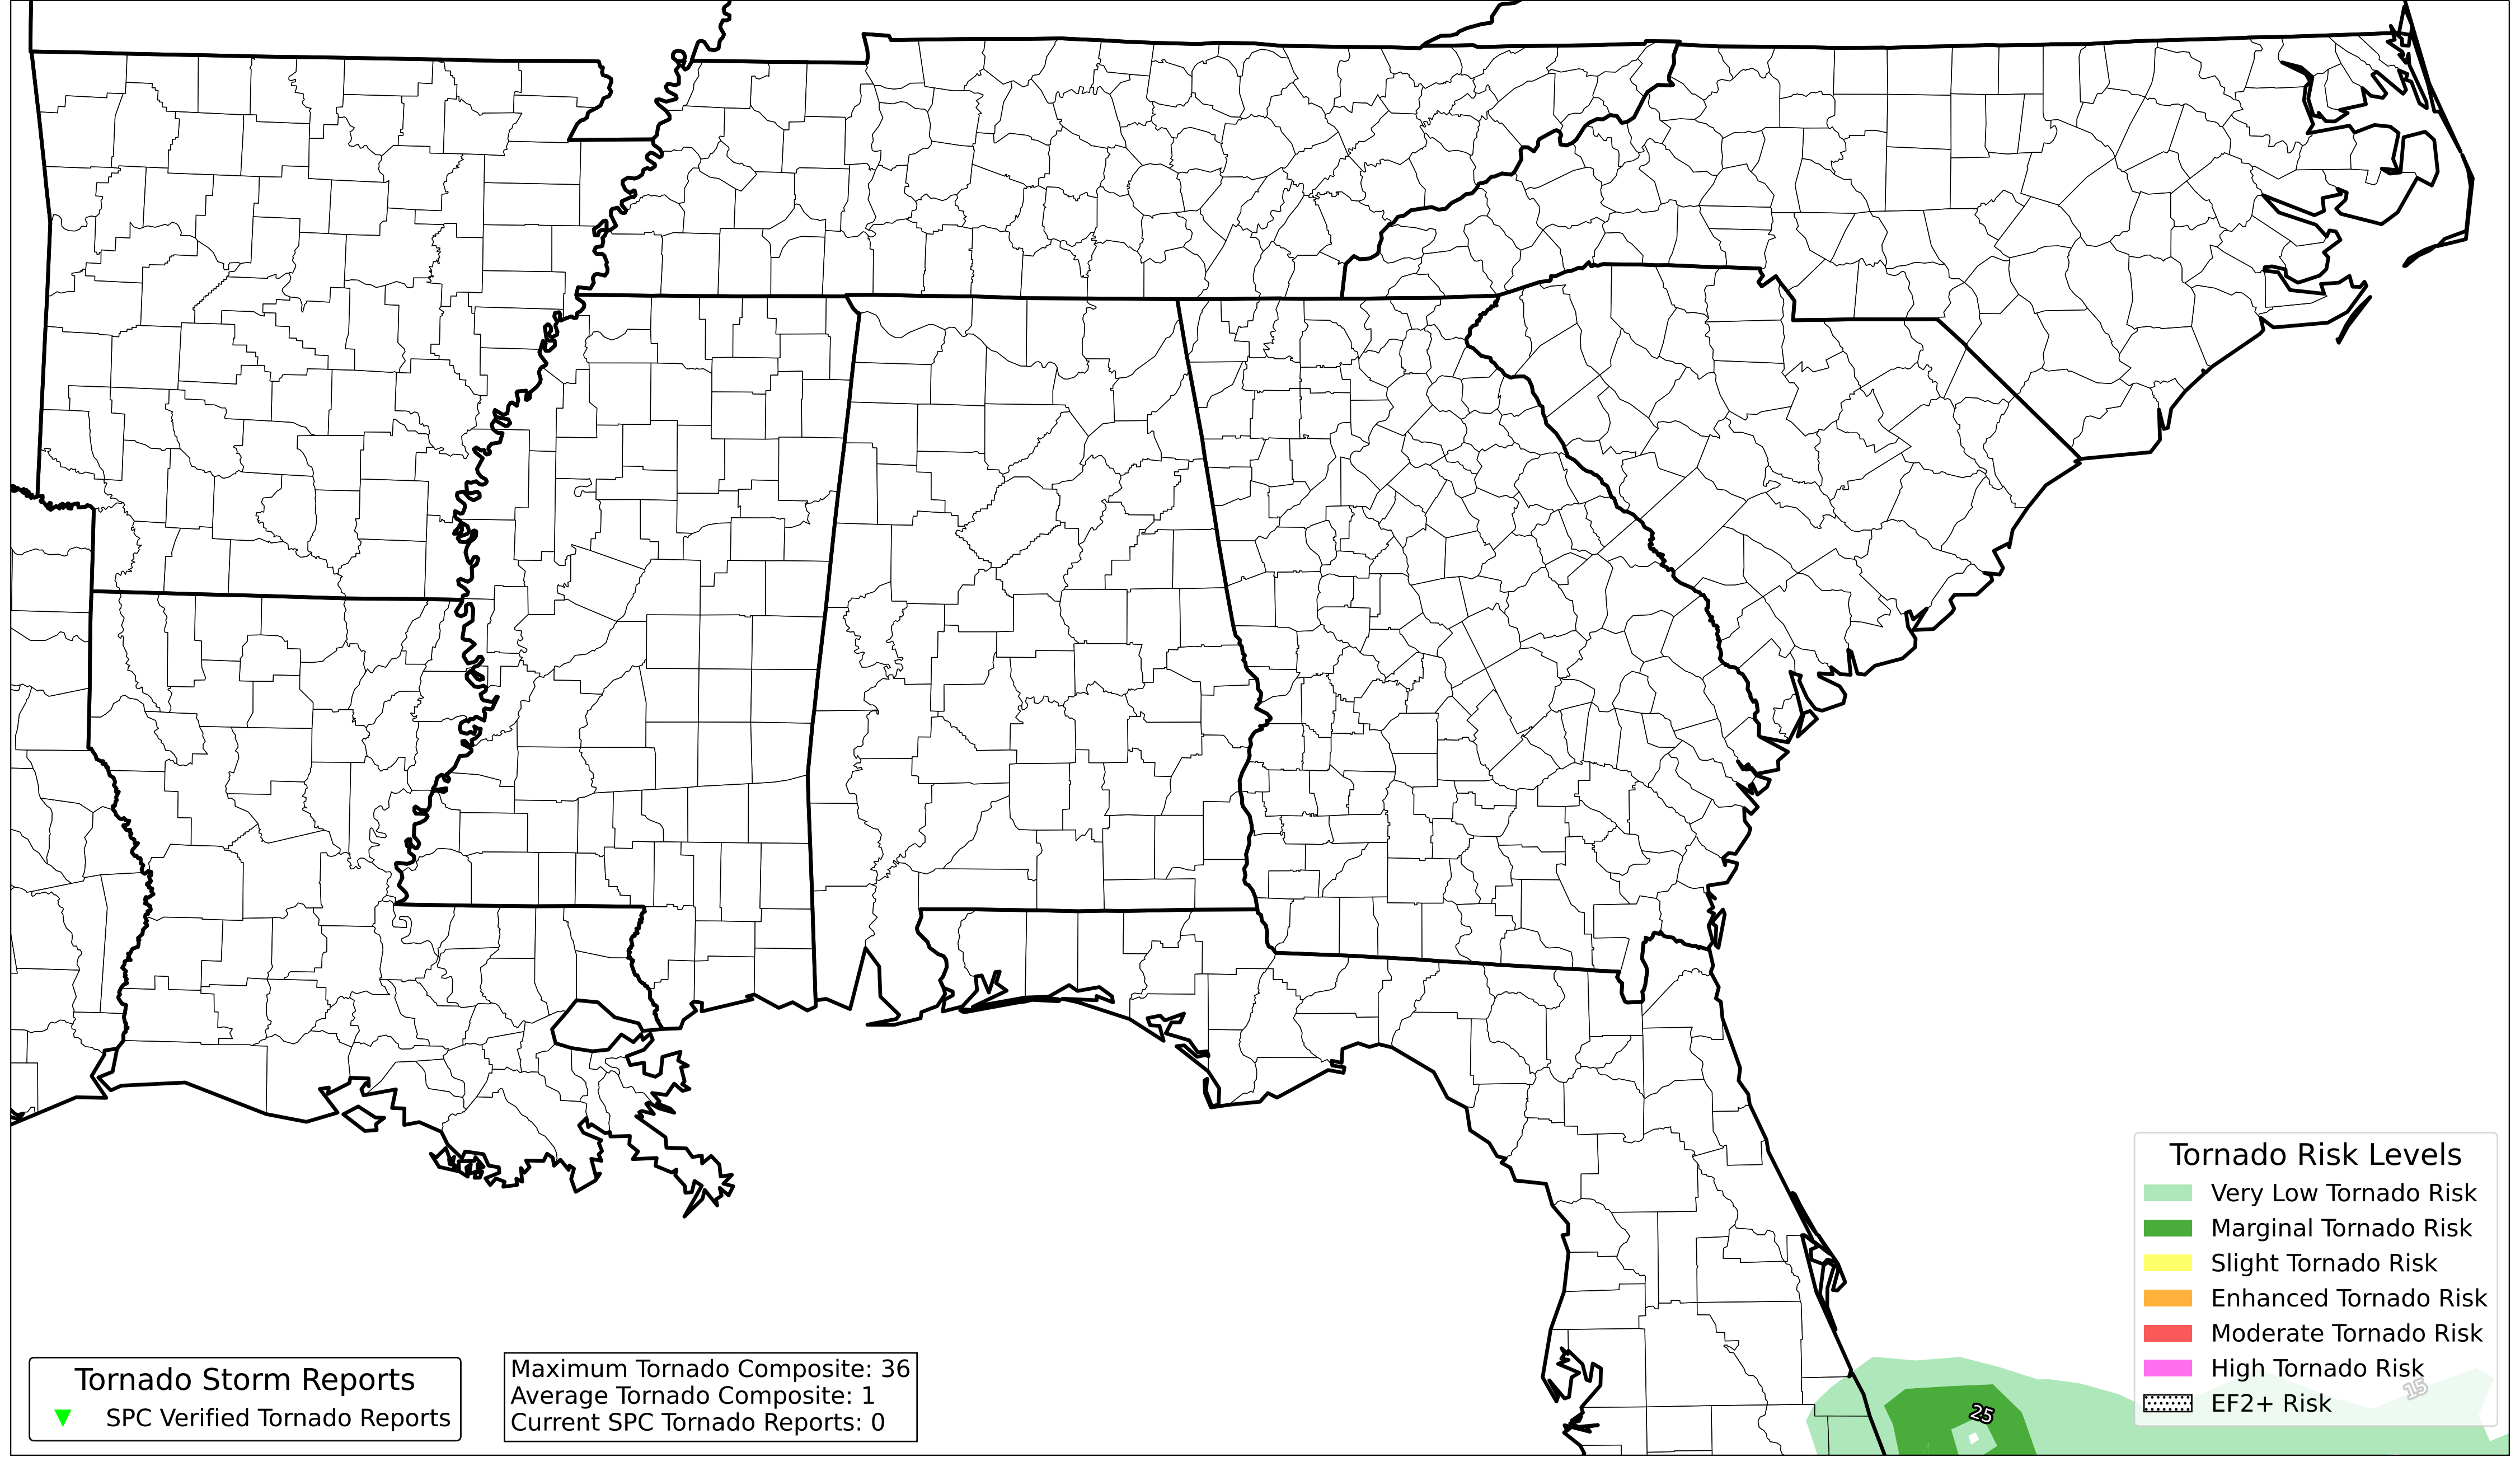 25
15
Tornado Risk Levels
Very Low Tornado Risk
Marginal Tornado Risk
Slight Tornado Risk
Enhanced Tornado Risk
Moderate Tornado Risk
High Tornado Risk
EF2+ Risk
Tornado Storm Reports
SPC Verified Tornado Reports
Maximum Tornado Composite: 36
Average Tornado Composite: 1
Current SPC Tornado Reports: 0